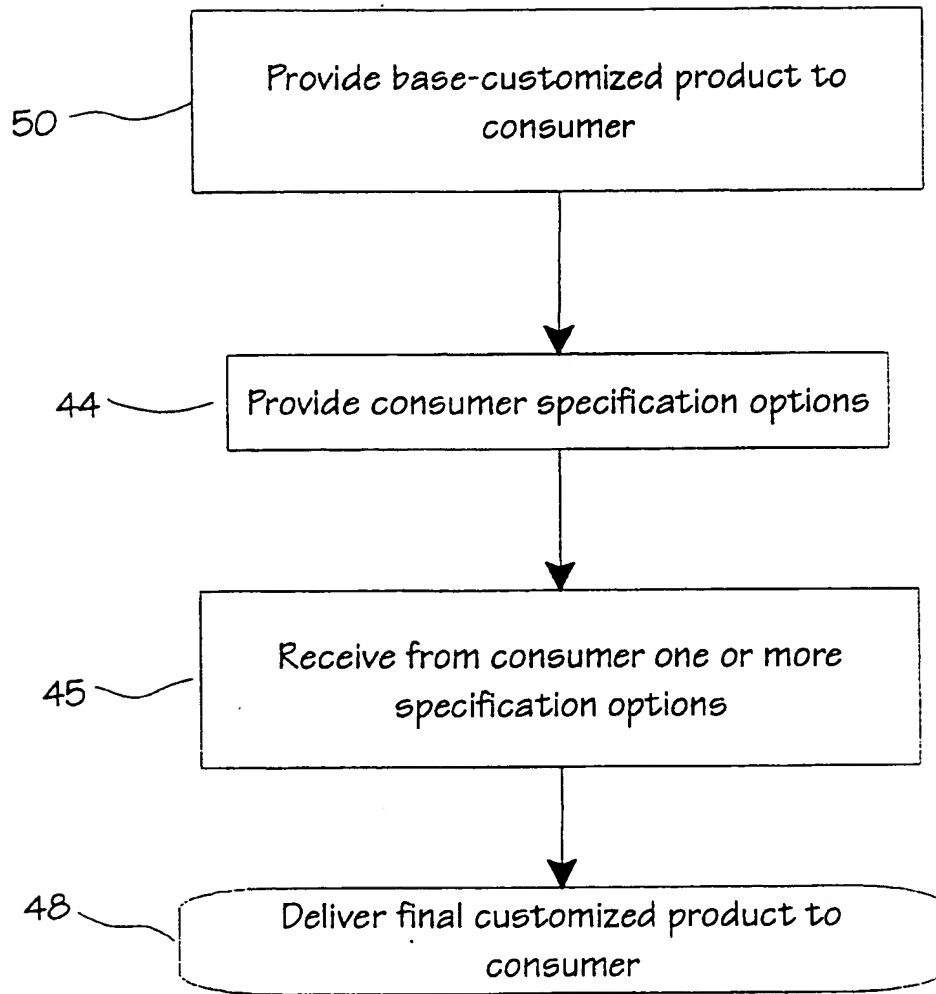 50
Provide base-customized product to
consumer
44
Provide consumer specification options
45
Receive from consumer one or more
specification options
48
Deliver final customized product to
consumer